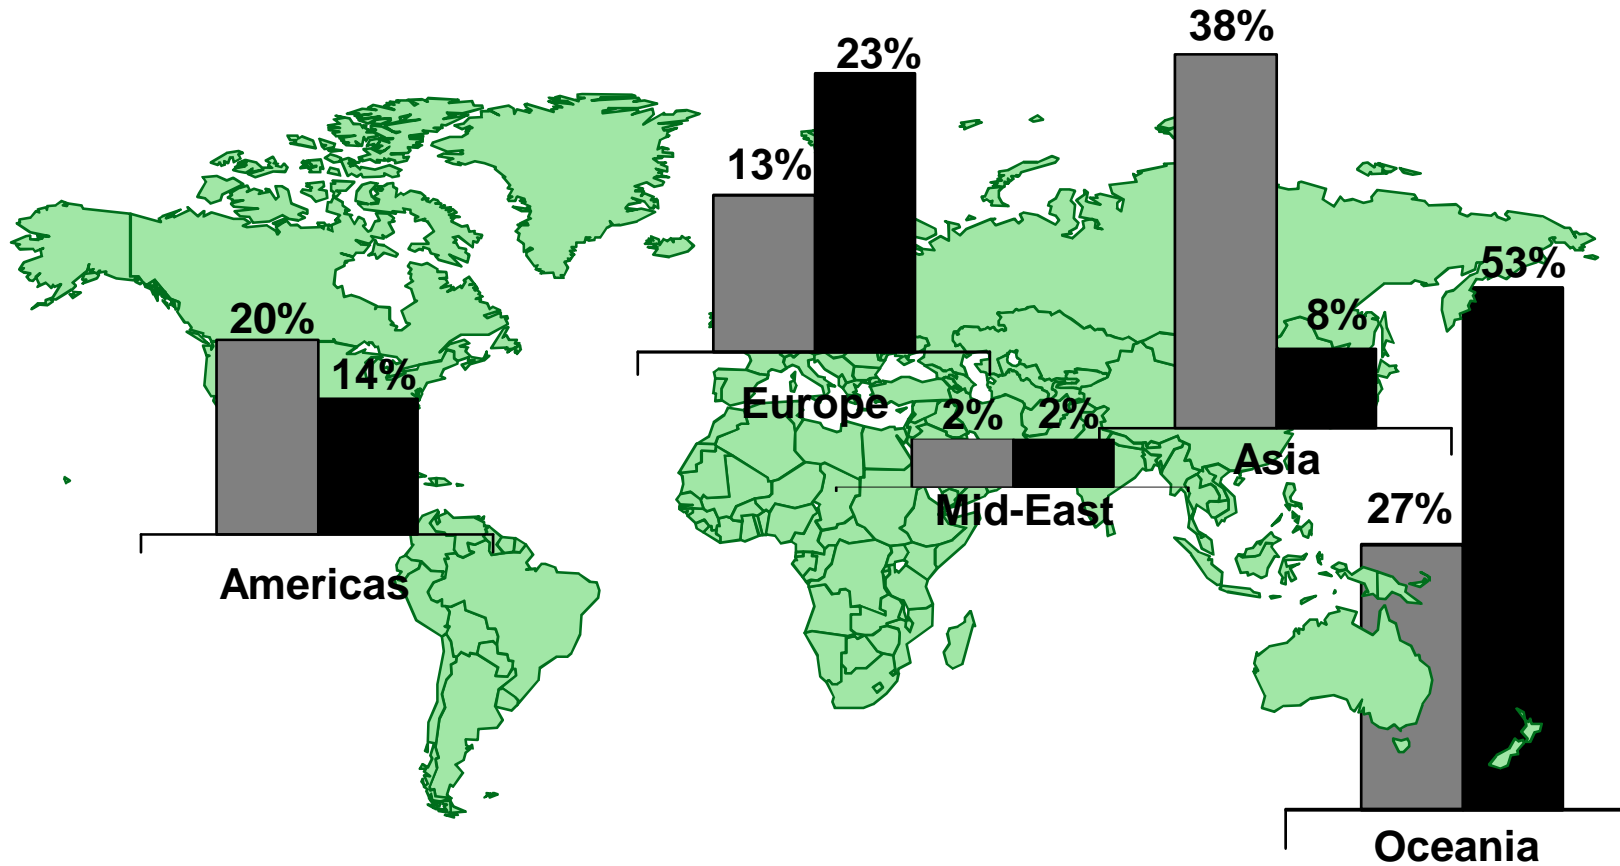 38%
23%
13%
53%
20%
8%
14%
Europe
2%
2%
Asia
Mid-East
27%
Americas
Oceania